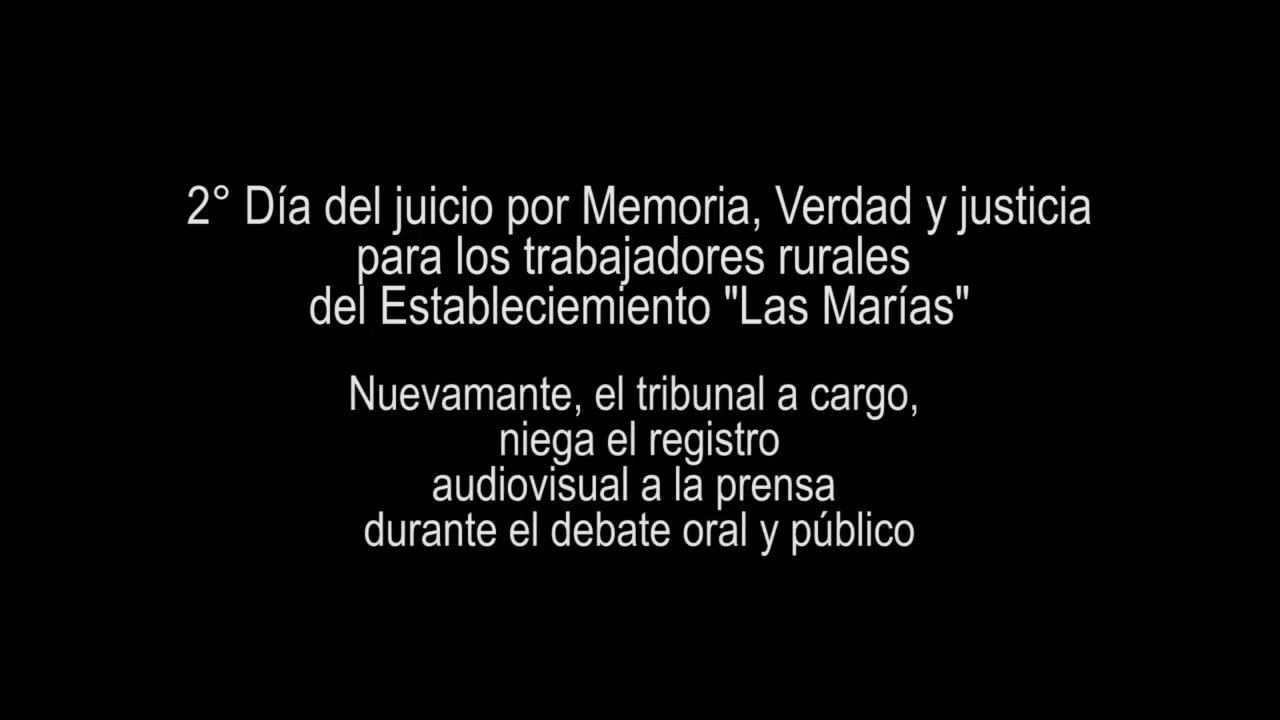 2° Día del juicio por Memoria, Verdad y justicia
para los trabajadores rurales
del Estableciemiento "Las Marías"
Nuevamante, el tribunal a cargo,
niega el registro
audiovisual a la prensa
durante el debate oral y público